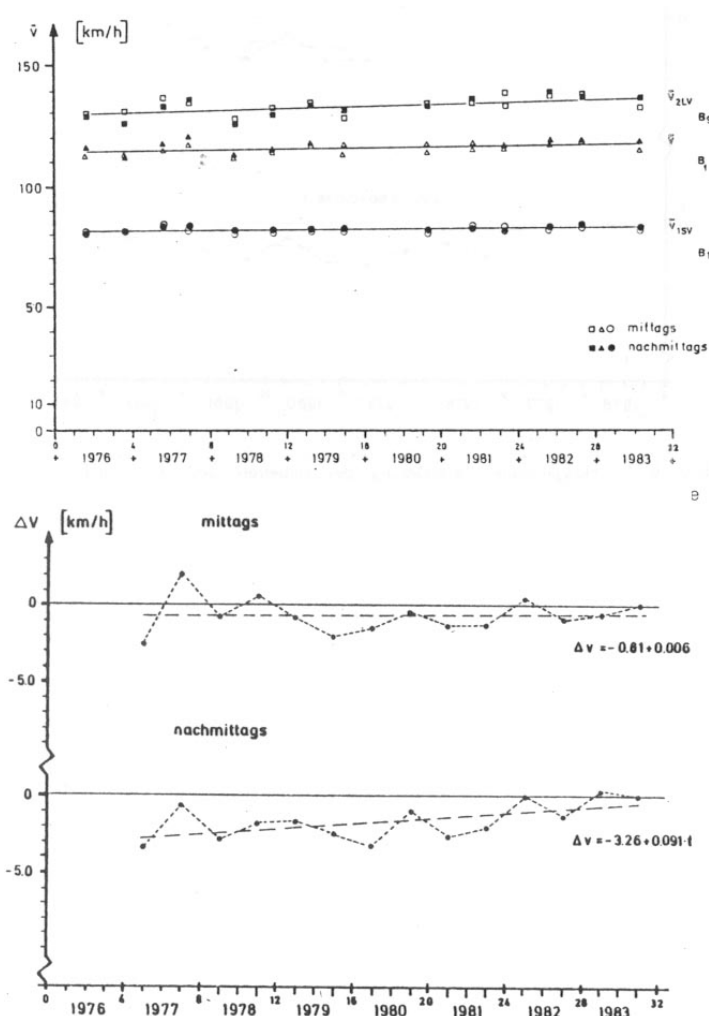 v̄ [km/h]
150
v̄2LV
B
v̄
B
100
v̄1SV
B
50
□ △ ○ mittags
■ ▲ ● nachmittags
10
0
0 4 8 12 16 20 24 28 32
+ 1976 + 1977 + 1978 + 1979 + 1980 + 1981 + 1982 + 1983 +
e
ΔV [km/h] mittags
0
Δv = -0.81+0.006
-5.0
nachmittags
0
Δv = -3.26+0.091·t
-5.0
0 4 8 12 16 20 24 28 32
1976 1977 1978 1979 1980 1981 1982 1983